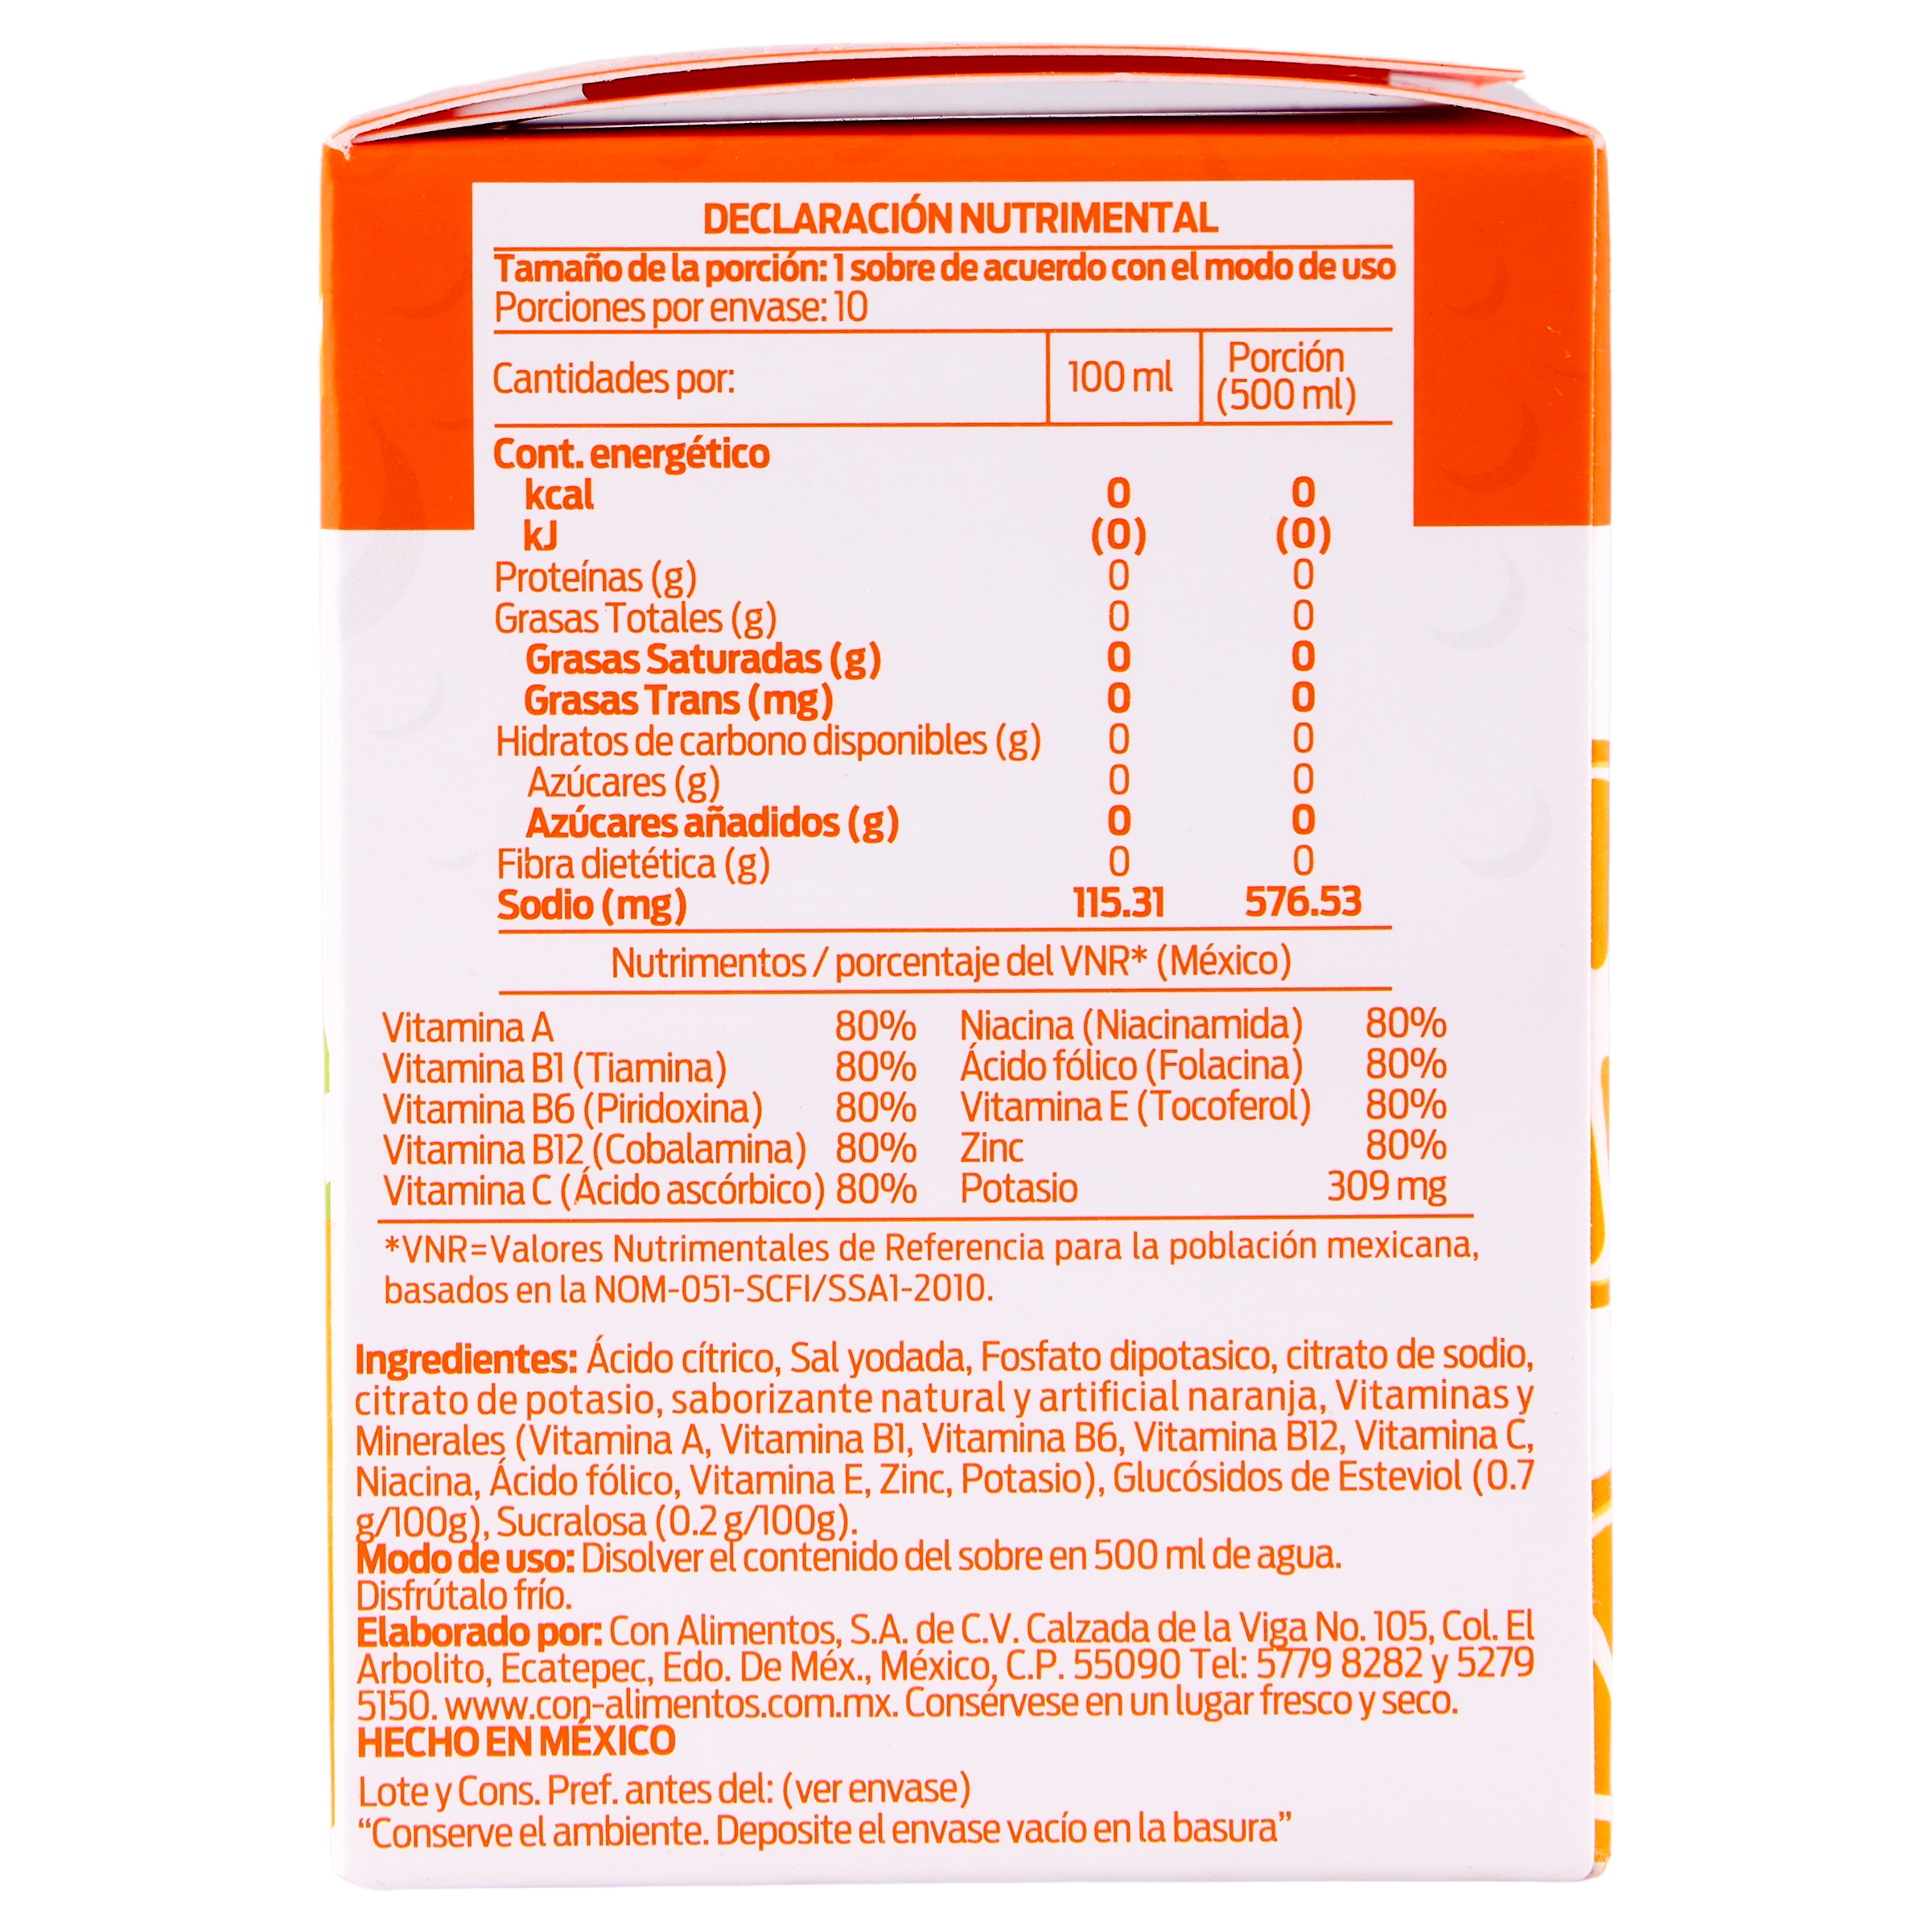 DECLARACIÓN NUTRIMENTAL
Tamaño de la porción: 1 sobre de acuerdo con el modo de uso
Porciones por envase: 10
Cantidades por: 100 ml Porción (500 ml)
Cont. energético
kcal 0 0
kJ (0) (0)
Proteínas (g) 0 0
Grasas Totales (g) 0 0
Grasas Saturadas (g) 0 0
Grasas Trans (mg) 0 0
Hidratos de carbono disponibles (g) 0 0
Azúcares (g) 0 0
Azúcares añadidos (g) 0 0
Fibra dietética (g) 0 0
Sodio (mg) 115.31 576.53
Nutrimentos / porcentaje del VNR* (México)
Vitamina A 80% Niacina (Niacinamida) 80%
Vitamina B1 (Tiamina) 80% Ácido fólico (Folacina) 80%
Vitamina B6 (Piridoxina) 80% Vitamina E (Tocoferol) 80%
Vitamina B12 (Cobalamina) 80% Zinc 80%
Vitamina C (Ácido ascórbico) 80% Potasio 309 mg
*VNR=Valores Nutrimentales de Referencia para la población mexicana,
basados en la NOM-051-SCFI/SSA1-2010.
Ingredientes: Ácido cítrico, Sal yodada, Fosfato dipotasico, citrato de sodio,
citrato de potasio, saborizante natural y artificial naranja, Vitaminas y
Minerales (Vitamina A, Vitamina B1, Vitamina B6, Vitamina B12, Vitamina C,
Niacina, Ácido fólico, Vitamina E, Zinc, Potasio), Glucósidos de Esteviol (0.7
g/100g), Sucralosa (0.2 g/100g).
Modo de uso: Disolver el contenido del sobre en 500 ml de agua.
Disfrútalo frío.
Elaborado por: Con Alimentos, S.A. de C.V. Calzada de la Viga No. 105, Col. El
Arbolito, Ecatepec, Edo. De Méx., México, C.P. 55090 Tel: 5779 8282 y 5279
5150. www.con-alimentos.com.mx. Consérvese en un lugar fresco y seco.
HECHO EN MÉXICO
Lote y Cons. Pref. antes del: (ver envase)
“Conserve el ambiente. Deposite el envase vacío en la basura”